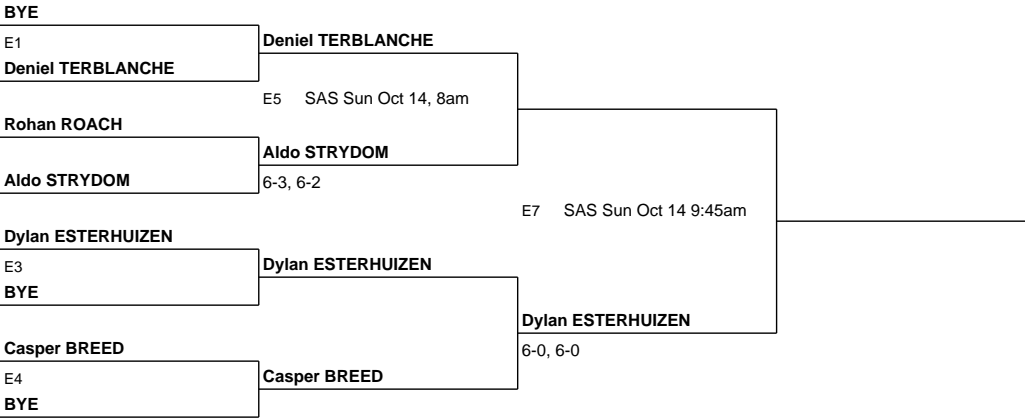 BYE
E1
Deniel TERBLANCHE
Deniel TERBLANCHE
E5 SAS Sun Oct 14, 8am
Rohan ROACH
Aldo STRYDOM
Aldo STRYDOM
6-3, 6-2
E7 SAS Sun Oct 14 9:45am
Dylan ESTERHUIZEN
E3
Dylan ESTERHUIZEN
BYE
Dylan ESTERHUIZEN
6-0, 6-0
Casper BREED
E4
Casper BREED
BYE